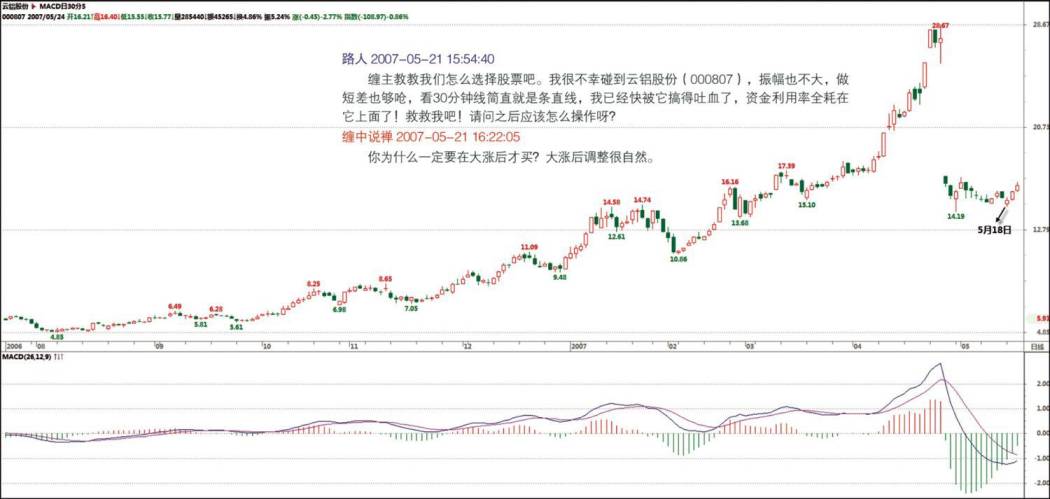 云铝股份 ▶ MACD日30分5
000807 2007/05/24 开16.21↑高16.40↓低15.55↓收15.77↓量285440↓额45265↓换4.86% 振5.24% 涨(-0.45)-2.77% 指数(-108.97)-0.86%
28.67
28.67
路人 2007-05-21 15:54:40
缠主教教我们怎么选择股票吧。我很不幸碰到云铝股份(000807),振幅也不大,做
短差也够呛,看30分钟线简直就是条直线,我已经快被它搞得吐血了,资金利用率全耗在
它上面了!救救我吧!请问之后应该怎么操作呀?
缠中说禅 2007-05-21 16:22:05
你为什么一定要在大涨后才买?大涨后调整很自然。
20.73
17.39
16.16
15.10
14.58
14.74
14.19
13.68
12.61
12.79
5月18日
11.09
10.86
9.48
8.25
8.65
6.98
7.05
6.49
6.28
5.81
5.61
5.91
4.85
4.85
2006 08 09 10 11 12 2007 02 03 04 05 日线
MACD(26,12,9) ↑↓↑
2.00
1.00
0.00
-1.00
-2.00